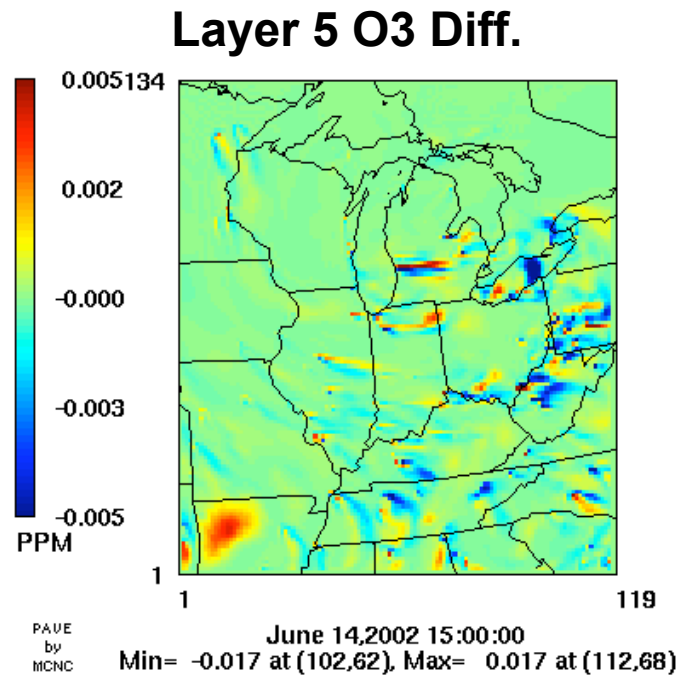 Layer 5 O3 Diff.
0.005
134
0.002
-0.000
-0.003
-0.005
PPM
1
1
119
PAVE
by
MCNC
June 14,2002 15:00:00
Min= -0.017 at (102,62), Max= 0.017 at (112,68)